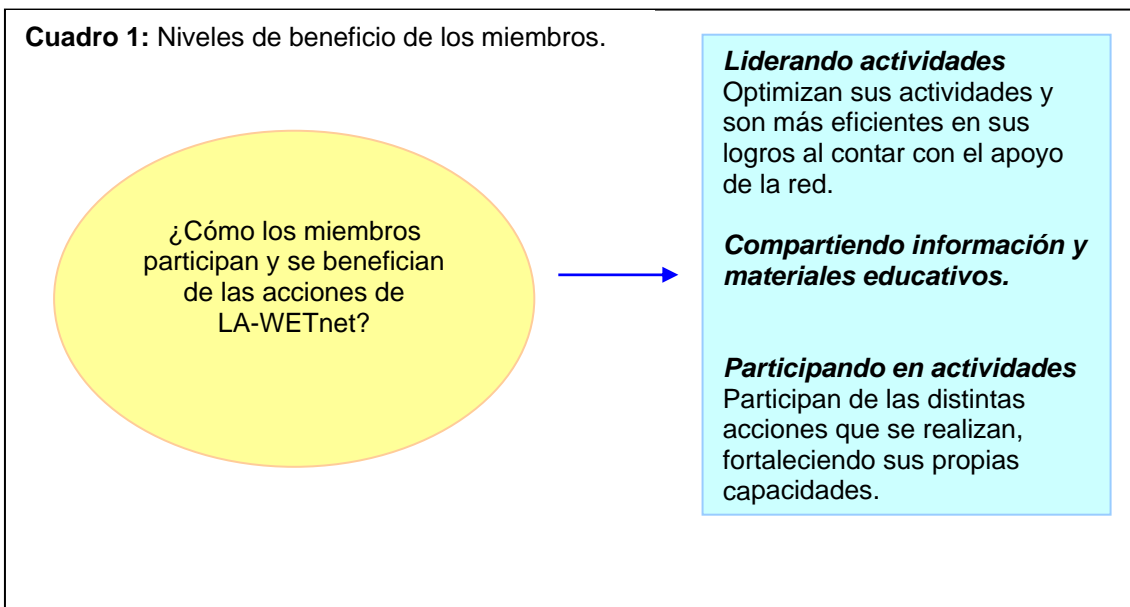 Cuadro 1: Niveles de beneficio de los miembros.
¿Cómo los miembros
participan y se benefician
de las acciones de
LA-WETnet?
Liderando actividades
Optimizan sus actividades y
son más eficientes en sus
logros al contar con el apoyo
de la red.
Compartiendo información y
materiales educativos.
Participando en actividades
Participan de las distintas
acciones que se realizan,
fortaleciendo sus propias
capacidades.